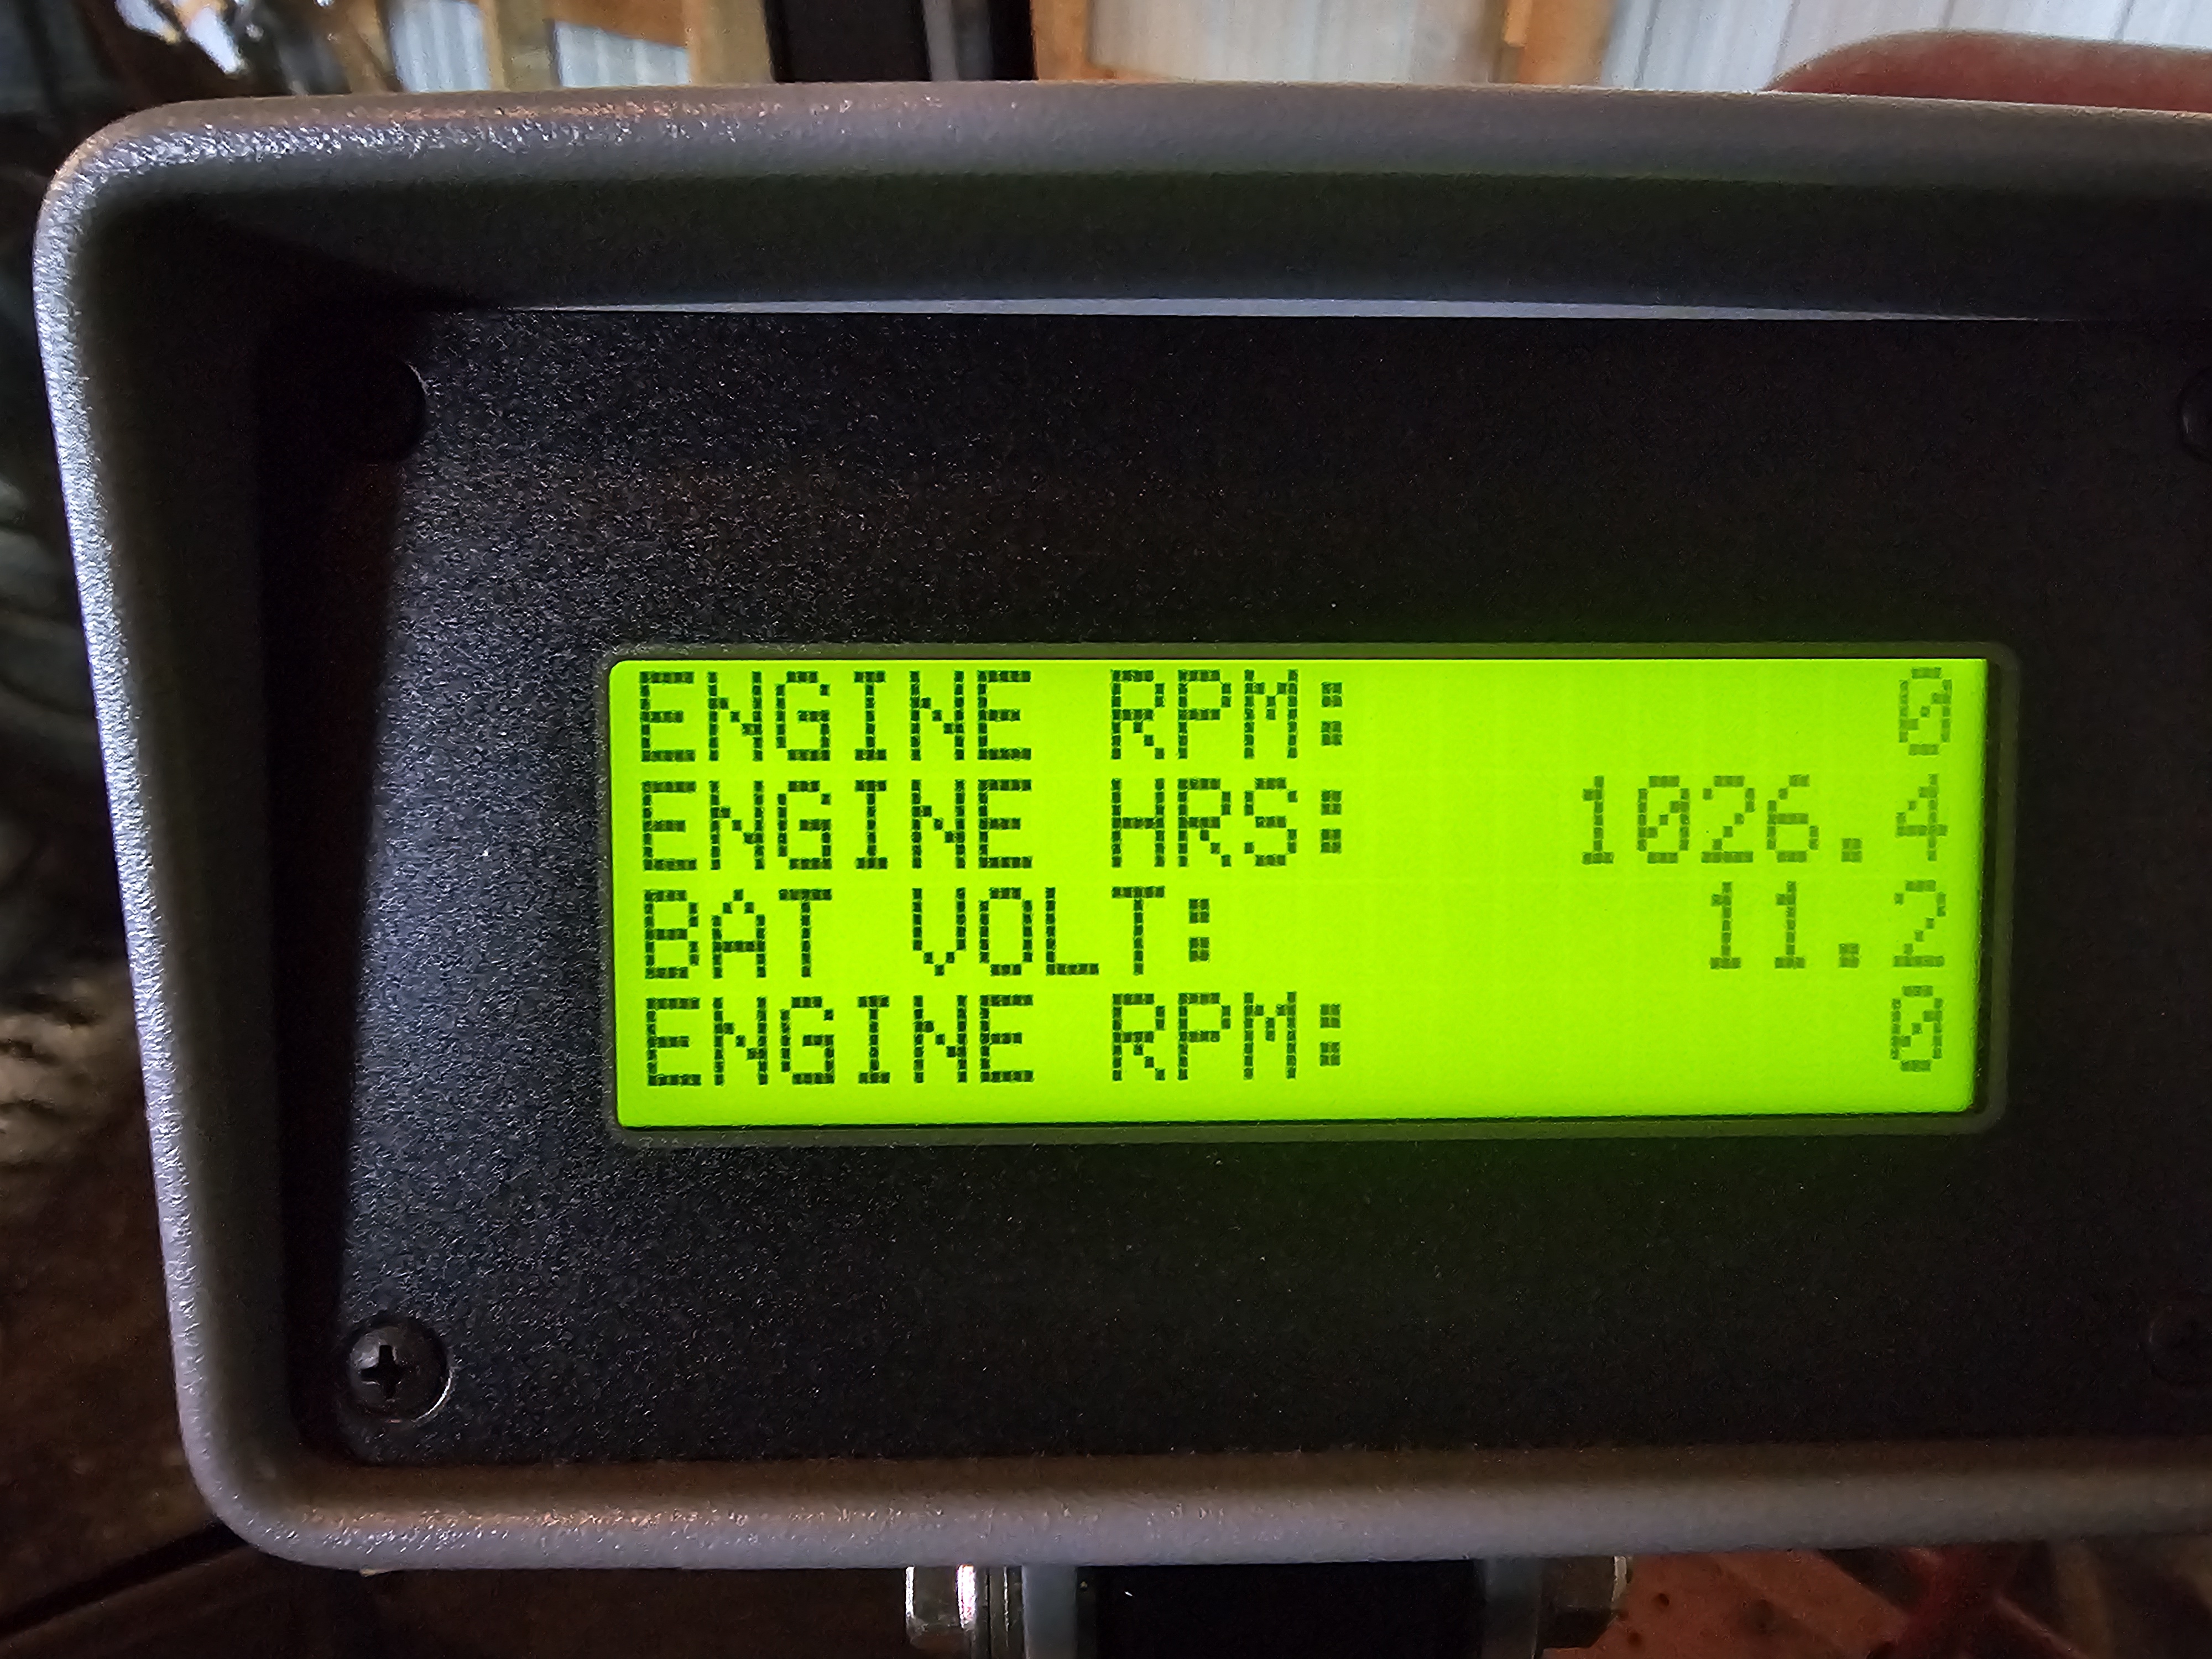 ENGINE RPM: 0
ENGINE HRS: 1026.4
BAT VOLT: 11.2
ENGINE RPM: 0